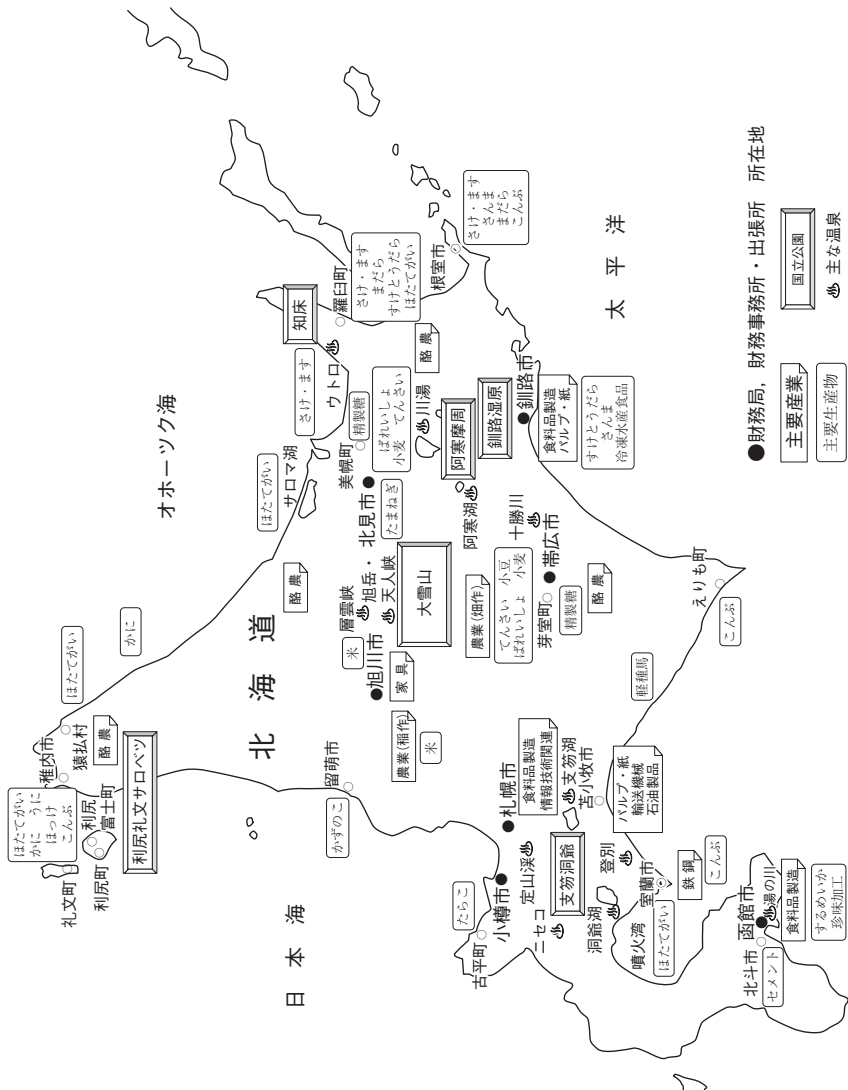 オホーツク海
日本海
太平洋
北海道
ほたてがい
かに うに
ほっけ
こんぶ
稚内市
猿払村
ほたてがい
かに
酪農
礼文町
利尻町
利尻
富士町
利尻礼文サロベツ
留萌市
かずのこ
農業(稲作)
米
米
旭川市
家具
層雲峡
旭岳・
天人峡
大雪山
酪農
ほたてがい
サロマ湖
北見市
たまねぎ
美幌町
精製糖
ばれいしょ
小麦 てんさい
さけ・ます
ウトロ
知床
羅臼町
さけ・ます
まだら
すけとうだら
ほたてがい
根室市
さけ・ます
さんま
まだら
こんぶ
酪農
川湯
阿寒摩周
釧路湿原
阿寒湖
釧路市
食料品製造
パルプ・紙
すけとうだら
さんま
冷凍水産食品
農業(畑作)
てんさい 小豆
ばれいしょ 小麦
十勝川
帯広市
芽室町
精製糖
酪農
えりも町
こんぶ
軽種馬
たらこ
古平町
小樽市
札幌市
食料品製造
情報技術関連
定山渓
ニセコ
支笏洞爺
支笏湖
苫小牧市
パルプ・紙
輸送機械
石油製品
洞爺湖
登別
室蘭市
鉄鋼
こんぶ
噴火湾
ほたてがい
函館市
湯の川
食料品製造
するめいか
珍味加工
北斗市
セメント
●財務局,財務事務所・出張所 所在地
主要産業
国立公園
主要生産物
主な温泉